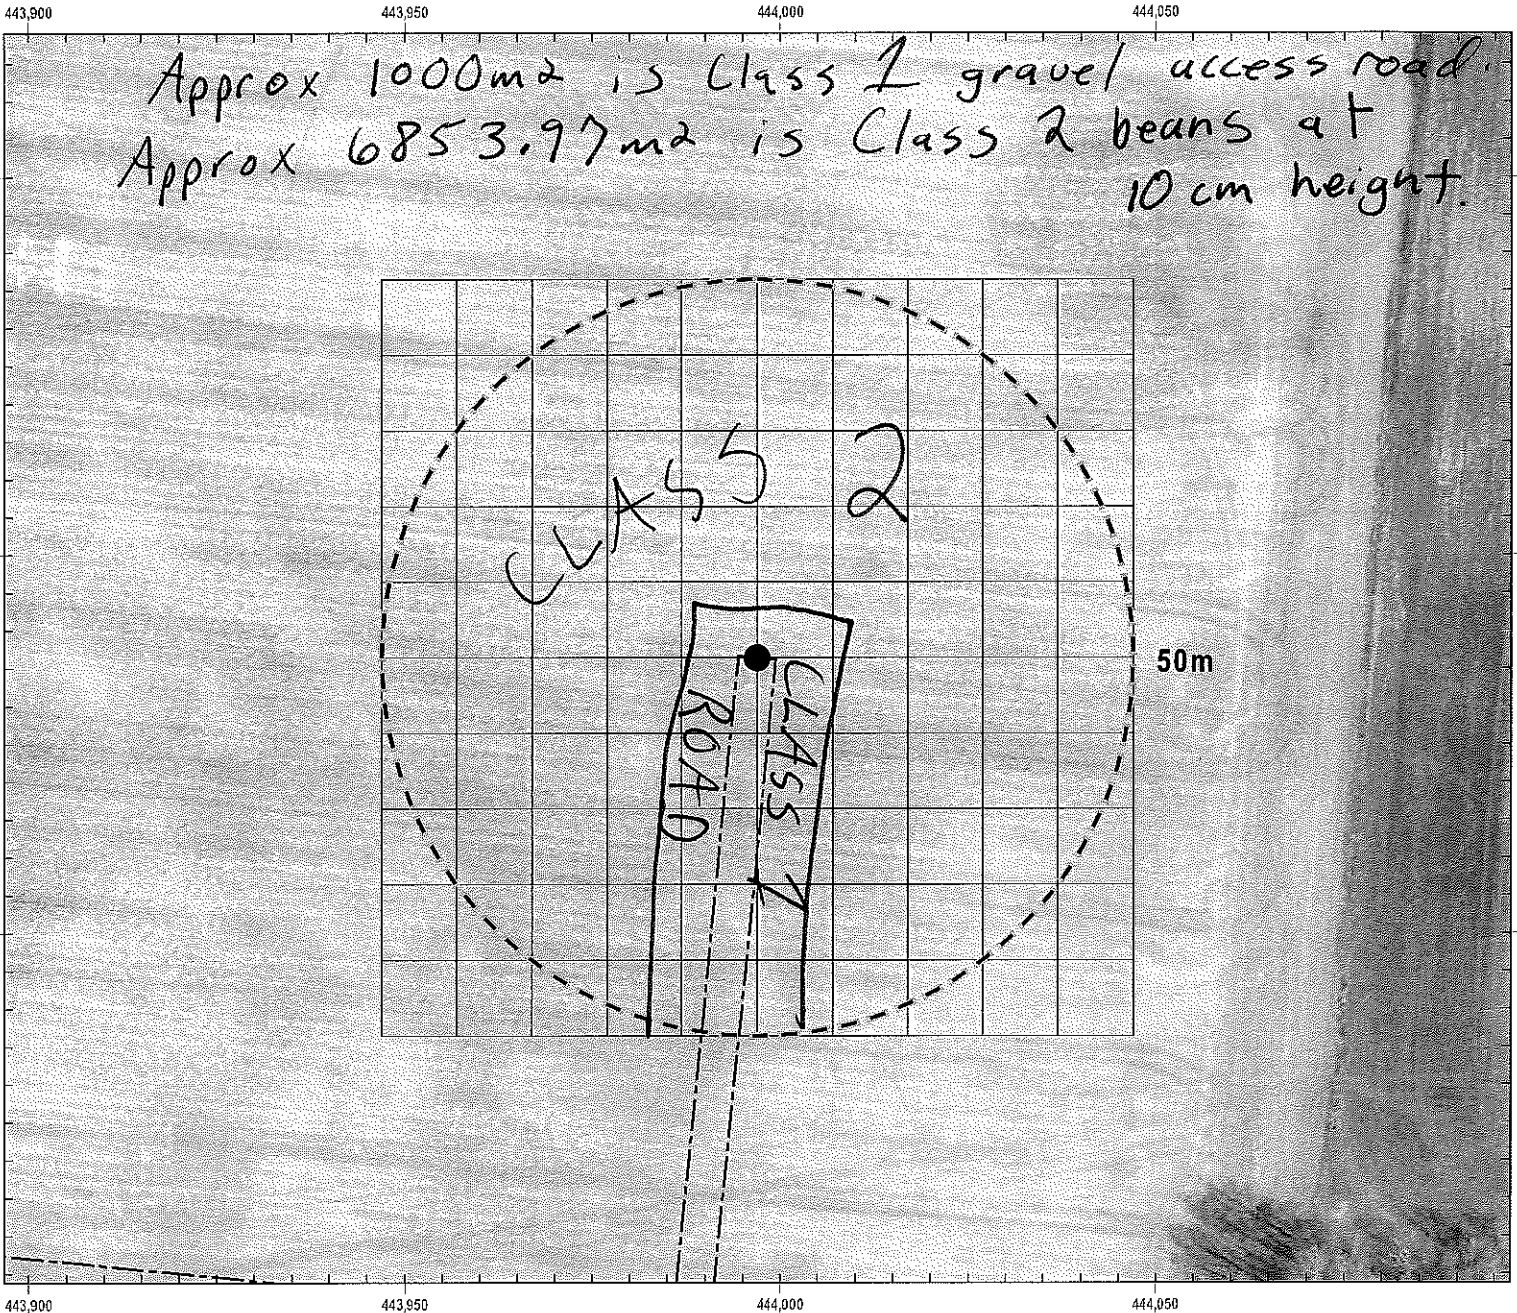 443,900 443,950 444,000 444,050
Approx 1000m2 is Class 1 gravel access road.
Approx 6853.97m2 is Class 2 beans at
10 cm height.
CLASS 2
50m
CLASS 1
ROAD
443,900 443,950 444,000 444,050